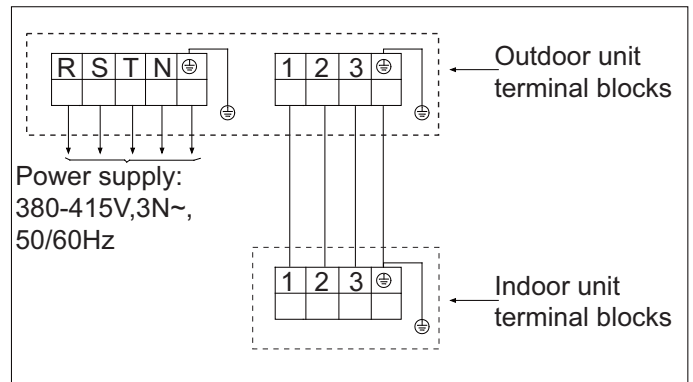 R S T N
1 2 3
Outdoor unit
terminal blocks
Power supply:
380-415V,3N~,
50/60Hz
1 2 3
Indoor unit
terminal blocks